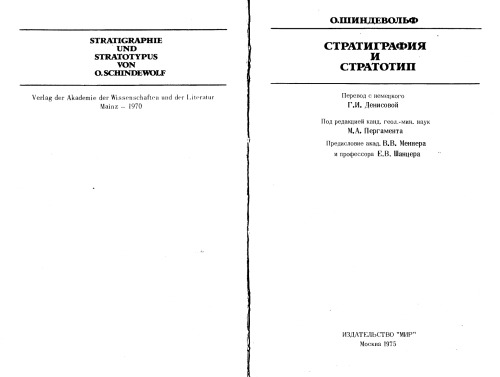 STRATIGRAPHIE
UND
STRATOTYPUS
VON
O. SCHINDEWOLF
Verlag der Akademie der Wissenschaften und der Literatur
Mainz – 1970
О.ШИНДЕВОЛЬФ
СТРАТИГРАФИЯ
И
СТРАТОТИП
Перевод с немецкого
Г.И. Денисовой
Под редакцией канд. геол.-мин. наук
М.А. Пергамента
Предисловие акад. В.В. Меннера
и профессора Е.В. Шанцера
ИЗДАТЕЛЬСТВО "МИР"
Москва 1975